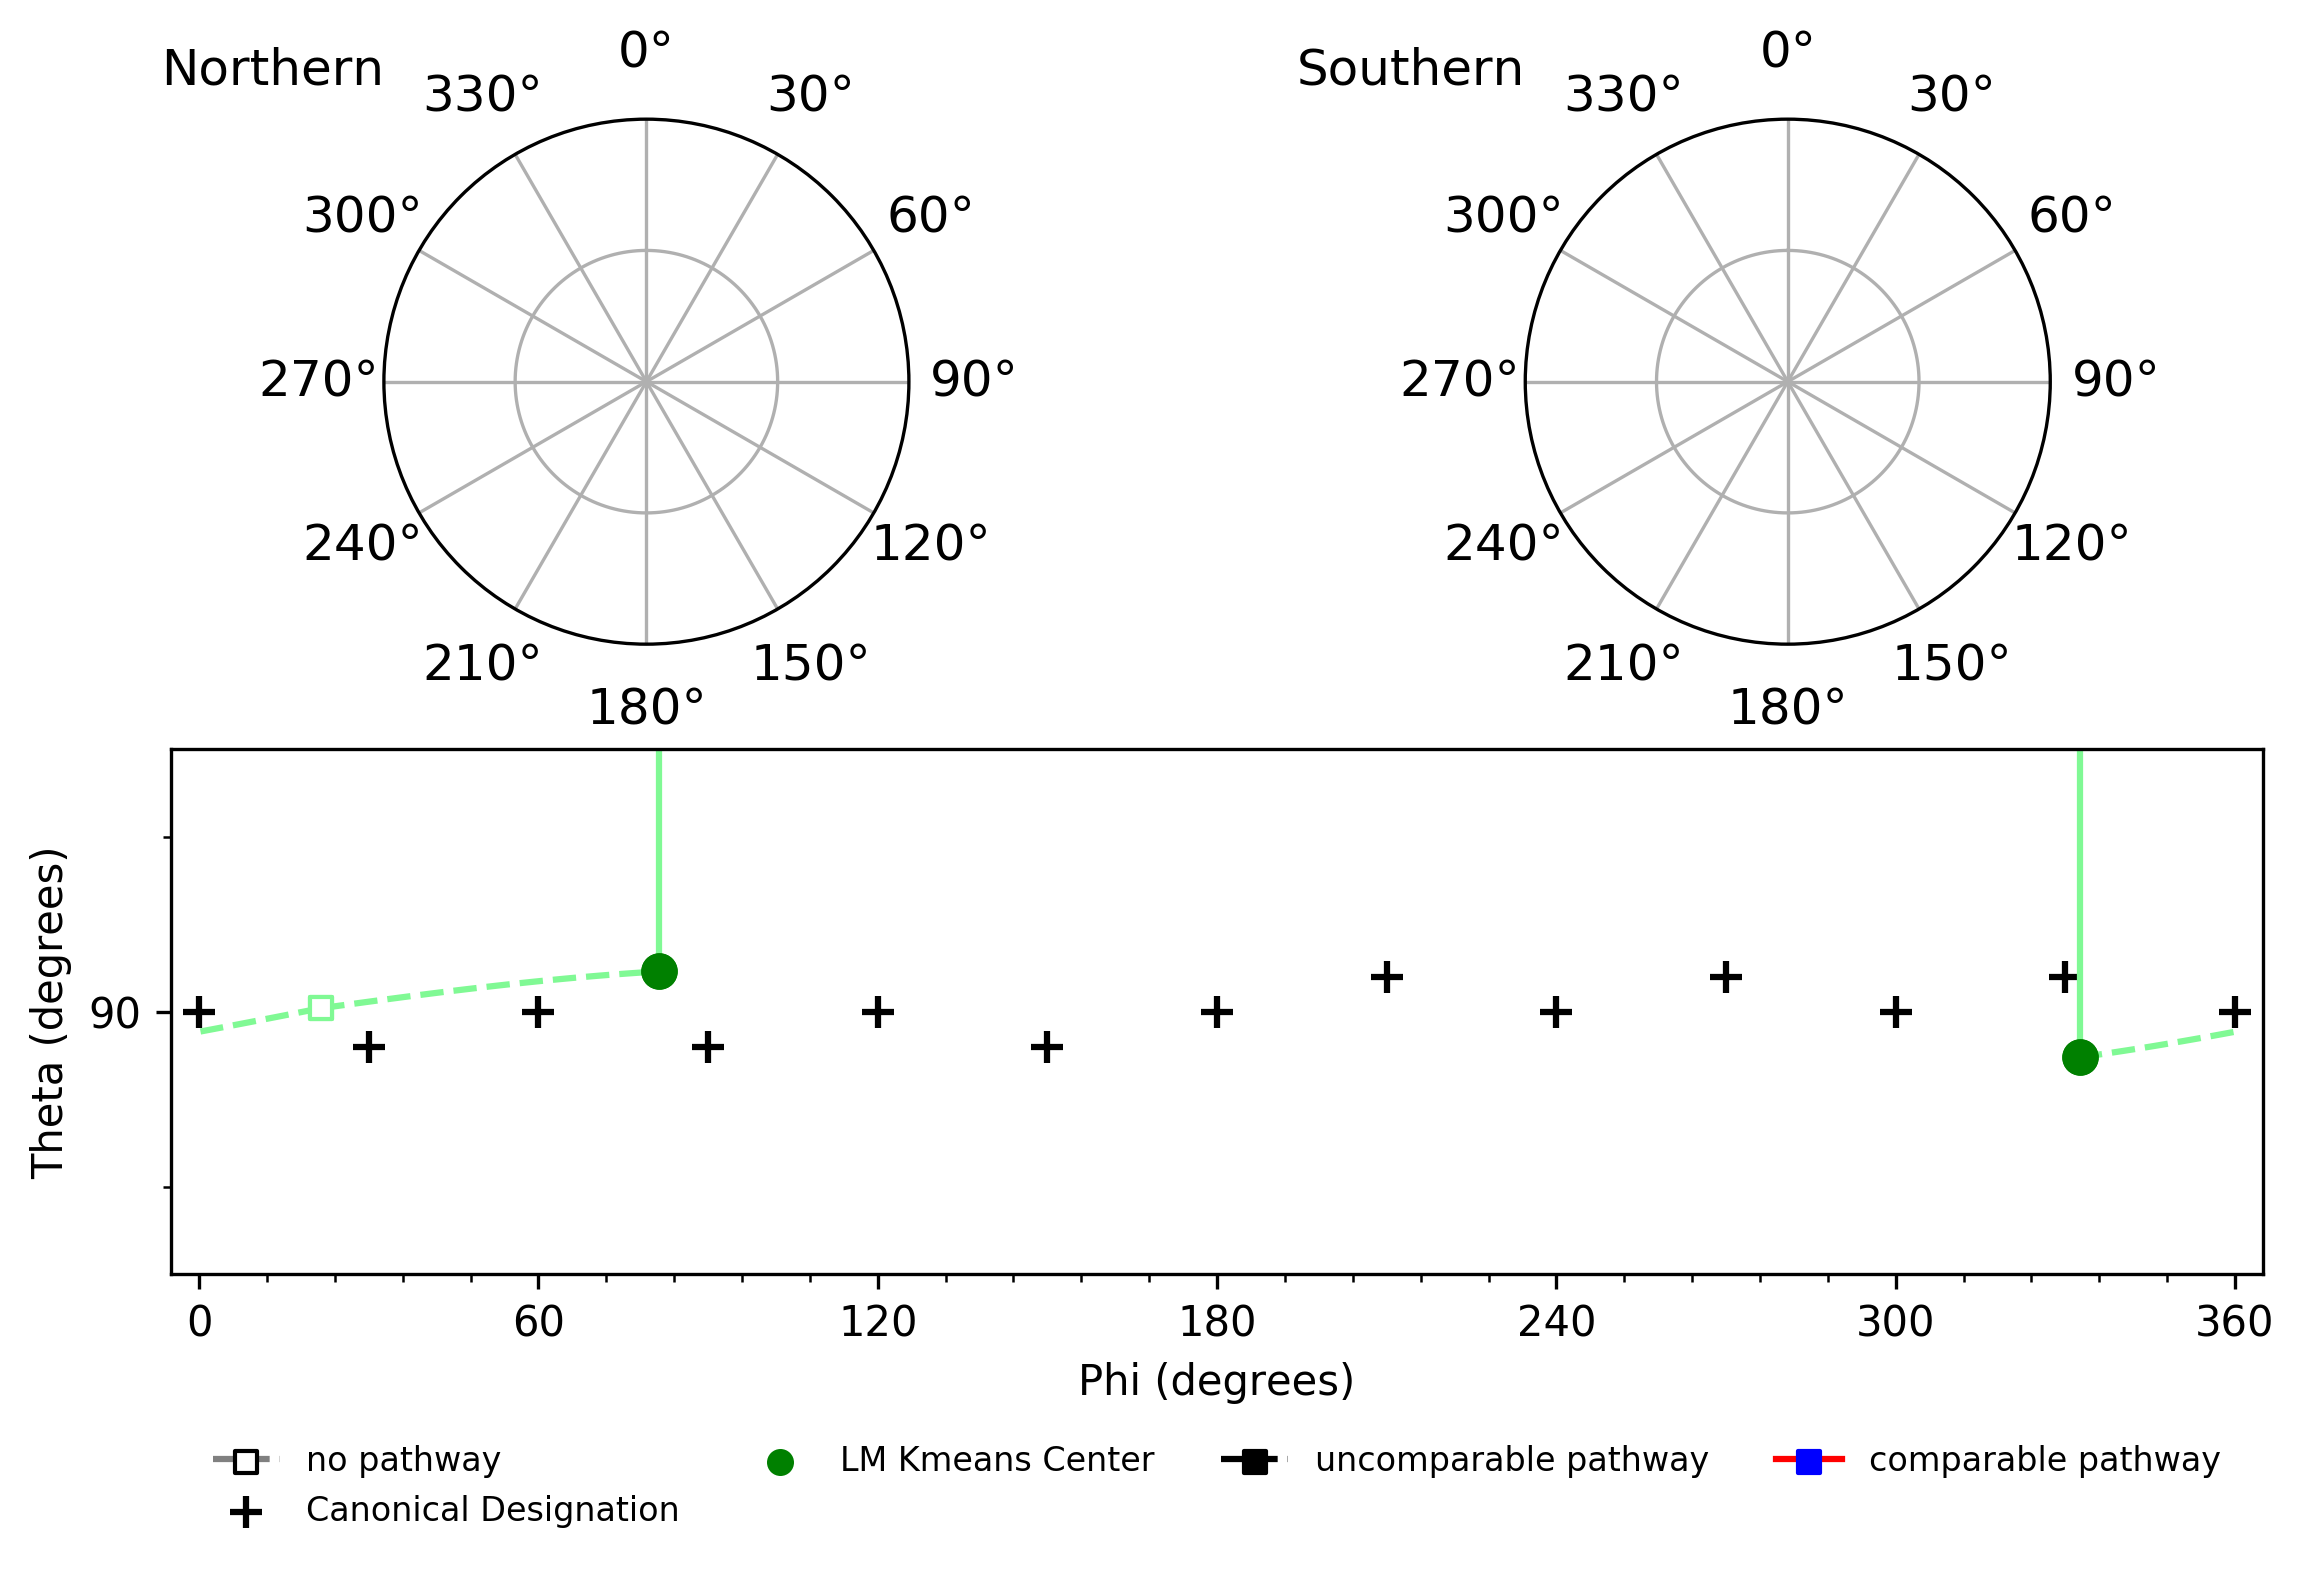 Northern
0°
30°
60°
90°
120°
150°
180°
210°
240°
270°
300°
330°
Southern
0°
30°
60°
90°
120°
150°
180°
210°
240°
270°
300°
330°
Theta (degrees)
90
0 60 120 180 240 300 360
Phi (degrees)
no pathway
Canonical Designation
LM Kmeans Center
uncomparable pathway
comparable pathway